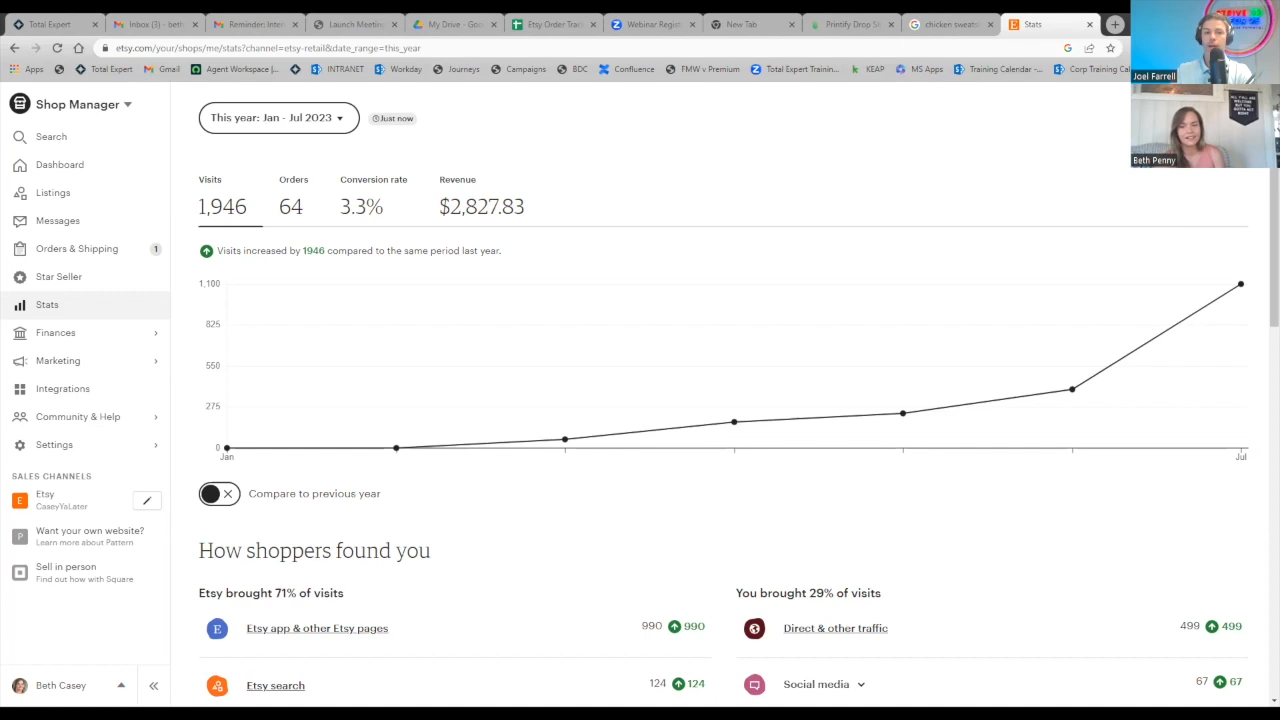 Total Expert
Inbox (3) - beth
Reminder: Inter
Launch Meeting
My Drive - Goo
Etsy Order Trac
Webinar Regist
New Tab
Printify Drop S
chicken sweats
Stats
etsy.com/your/shops/me/stats?channel=etsy-retail&date_range=this_year
Apps
Total Expert
Gmail
Agent Workspace |...
INTRANET
Workday
Journeys
Campaigns
BDC
Confluence
FMW v Premium
Total Expert Trainin...
KEAP
MS Apps
Training Calendar -...
Corp Training Cal
Joel Farrell
Beth Penny
Shop Manager
Search
Dashboard
Listings
Messages
Orders & Shipping 1
Star Seller
Stats
Finances
Marketing
Integrations
Community & Help
Settings
SALES CHANNELS
E Etsy
CaseyYaLater
P Want your own website?
Learn more about Pattern
Sell in person
Find out how with Square
Beth Casey
This year: Jan - Jul 2023
Just now
Visits Orders Conversion rate Revenue
1,946 64 3.3% $2,827.83
Visits increased by 1946 compared to the same period last year.
1,100
825
550
275
0
Jan Jul
Compare to previous year
How shoppers found you
Etsy brought 71% of visits
E Etsy app & other Etsy pages 990 990
Etsy search 124 124
You brought 29% of visits
Direct & other traffic 499 499
Social media 67 67